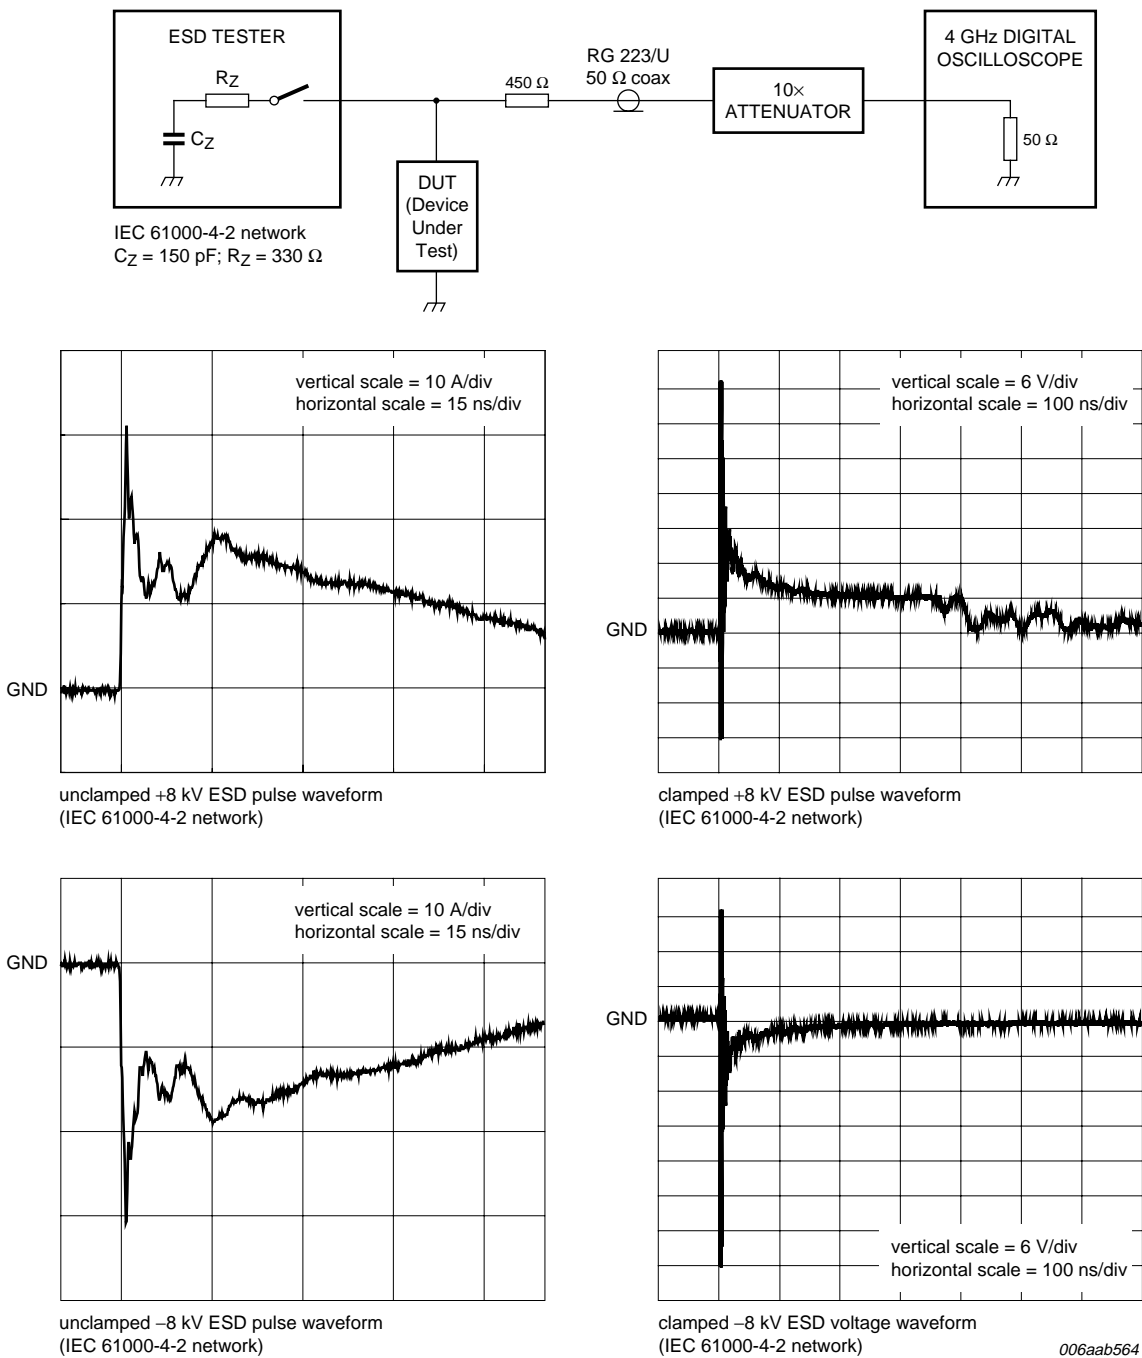 ESD TESTER
RZ
CZ
IEC 61000-4-2 network
CZ = 150 pF; RZ = 330 Ω
DUT
(Device
Under
Test)
450 Ω
RG 223/U
50 Ω coax
10×
ATTENUATOR
4 GHz DIGITAL
OSCILLOSCOPE
50 Ω
vertical scale = 10 A/div
horizontal scale = 15 ns/div
GND
unclamped +8 kV ESD pulse waveform
(IEC 61000-4-2 network)
vertical scale = 6 V/div
horizontal scale = 100 ns/div
GND
clamped +8 kV ESD pulse waveform
(IEC 61000-4-2 network)
vertical scale = 10 A/div
horizontal scale = 15 ns/div
GND
unclamped −8 kV ESD pulse waveform
(IEC 61000-4-2 network)
GND
vertical scale = 6 V/div
horizontal scale = 100 ns/div
clamped −8 kV ESD voltage waveform
(IEC 61000-4-2 network)
006aab564